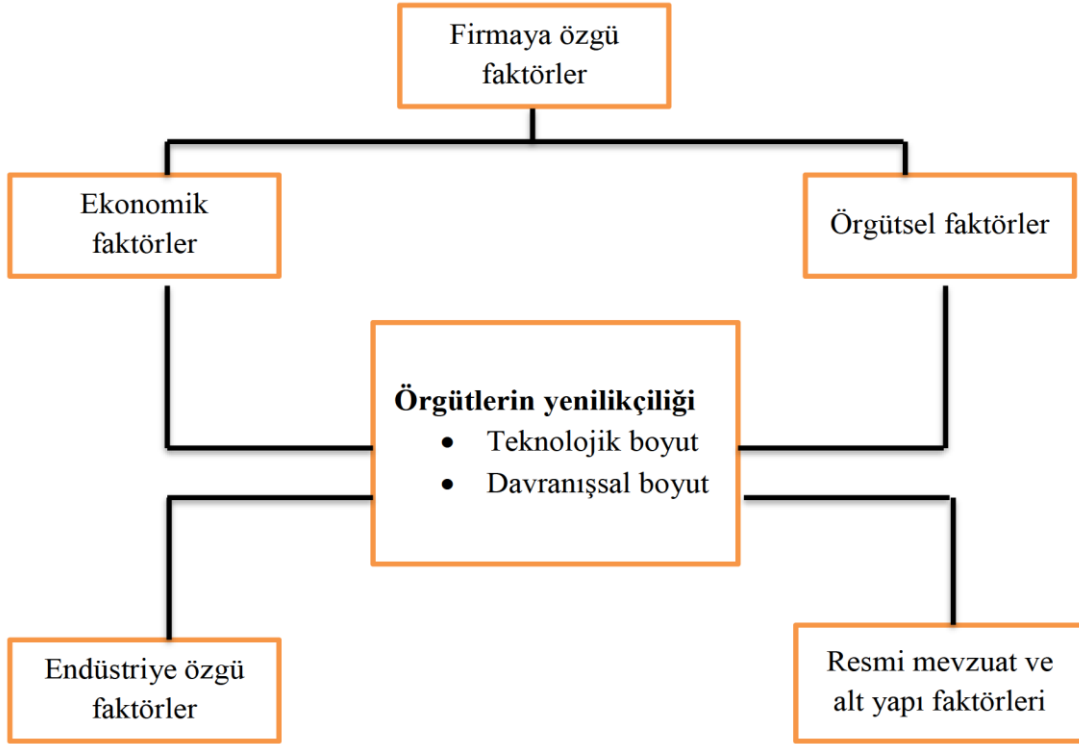 Firmaya özgü
faktörler
Ekonomik
faktörler
Örgütsel faktörler
Örgütlerin yenilikçiliği
• Teknolojik boyut
• Davranışsal boyut
Endüstriye özgü
faktörler
Resmi mevzuat ve
alt yapı faktörleri